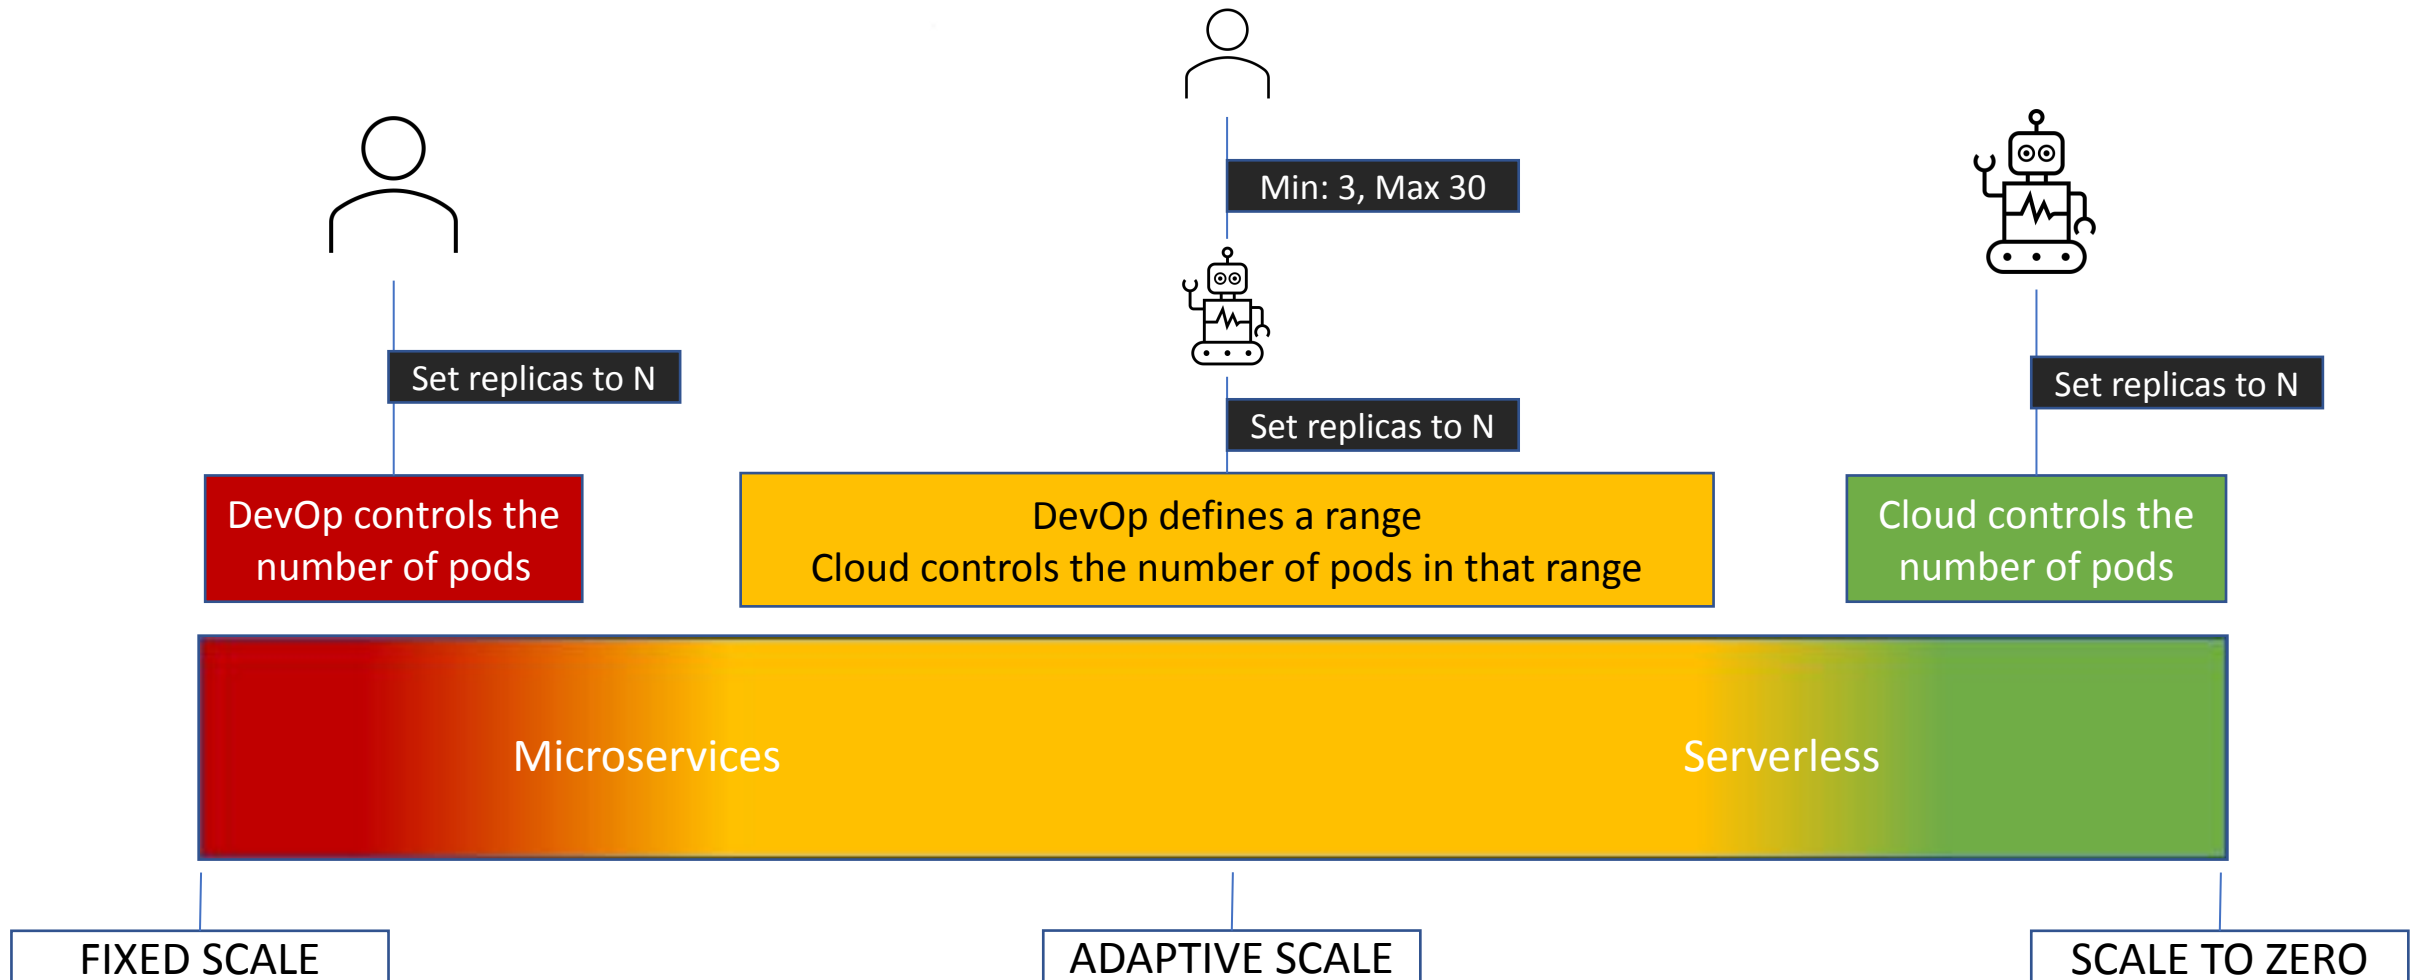 Min: 3, Max 30
Set replicas to N
Set replicas to N
Set replicas to N
DevOp controls the
number of pods
DevOp defines a range
Cloud controls the number of pods in that range
Cloud controls the
number of pods
Microservices
Serverless
FIXED SCALE
ADAPTIVE SCALE
SCALE TO ZERO